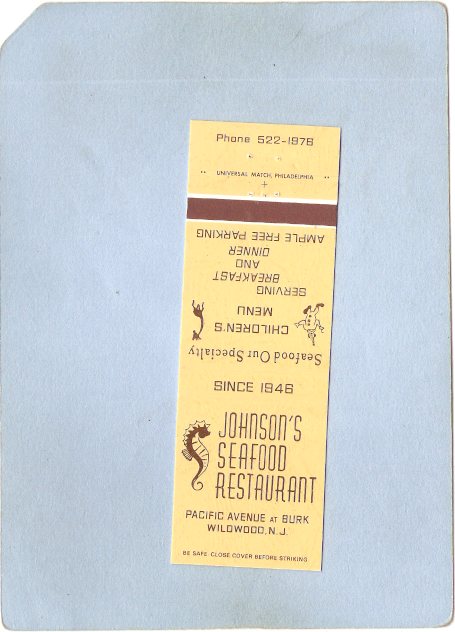 Phone 522-1978
UNIVERSAL MATCH, PHILADELPHIA
Seafood Our Specialty
CHILDREN'S
MENU
SERVING
BREAKFAST
AND
DINNER
AMPLE FREE PARKING
SINCE 1946
JOHNSON'S
SEAFOOD
RESTAURANT
PACIFIC AVENUE AT BURK
WILDWOOD, N.J.
BE SAFE CLOSE COVER BEFORE STRIKING